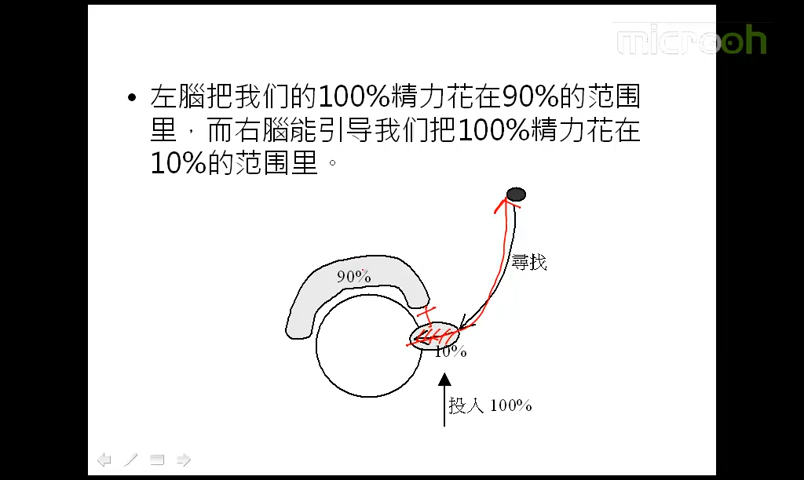 microoh
• 左腦把我们的100%精力花在90%的范围
里，而右腦能引导我们把100%精力花在
10%的范围里。
尋找
90%
10%
投入 100%